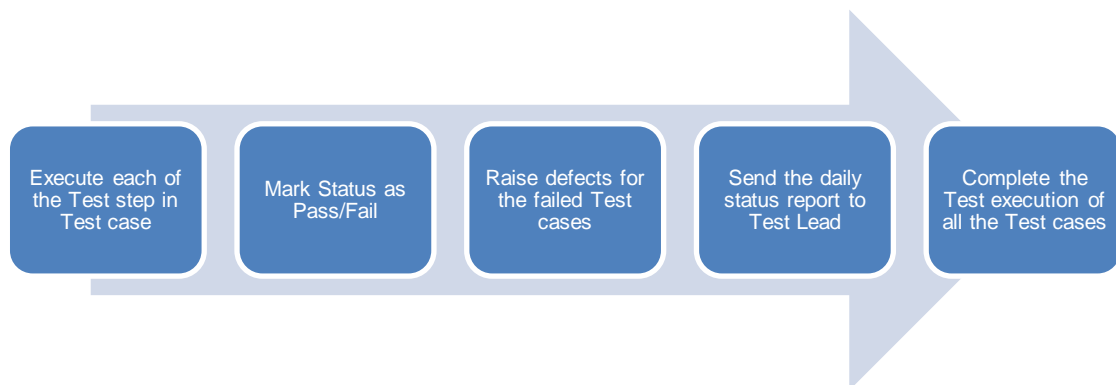 Execute each of
the Test step in
Test case
Mark Status as
Pass/Fail
Raise defects for
the failed Test
cases
Send the daily
status report to
Test Lead
Complete the
Test execution of
all the Test cases